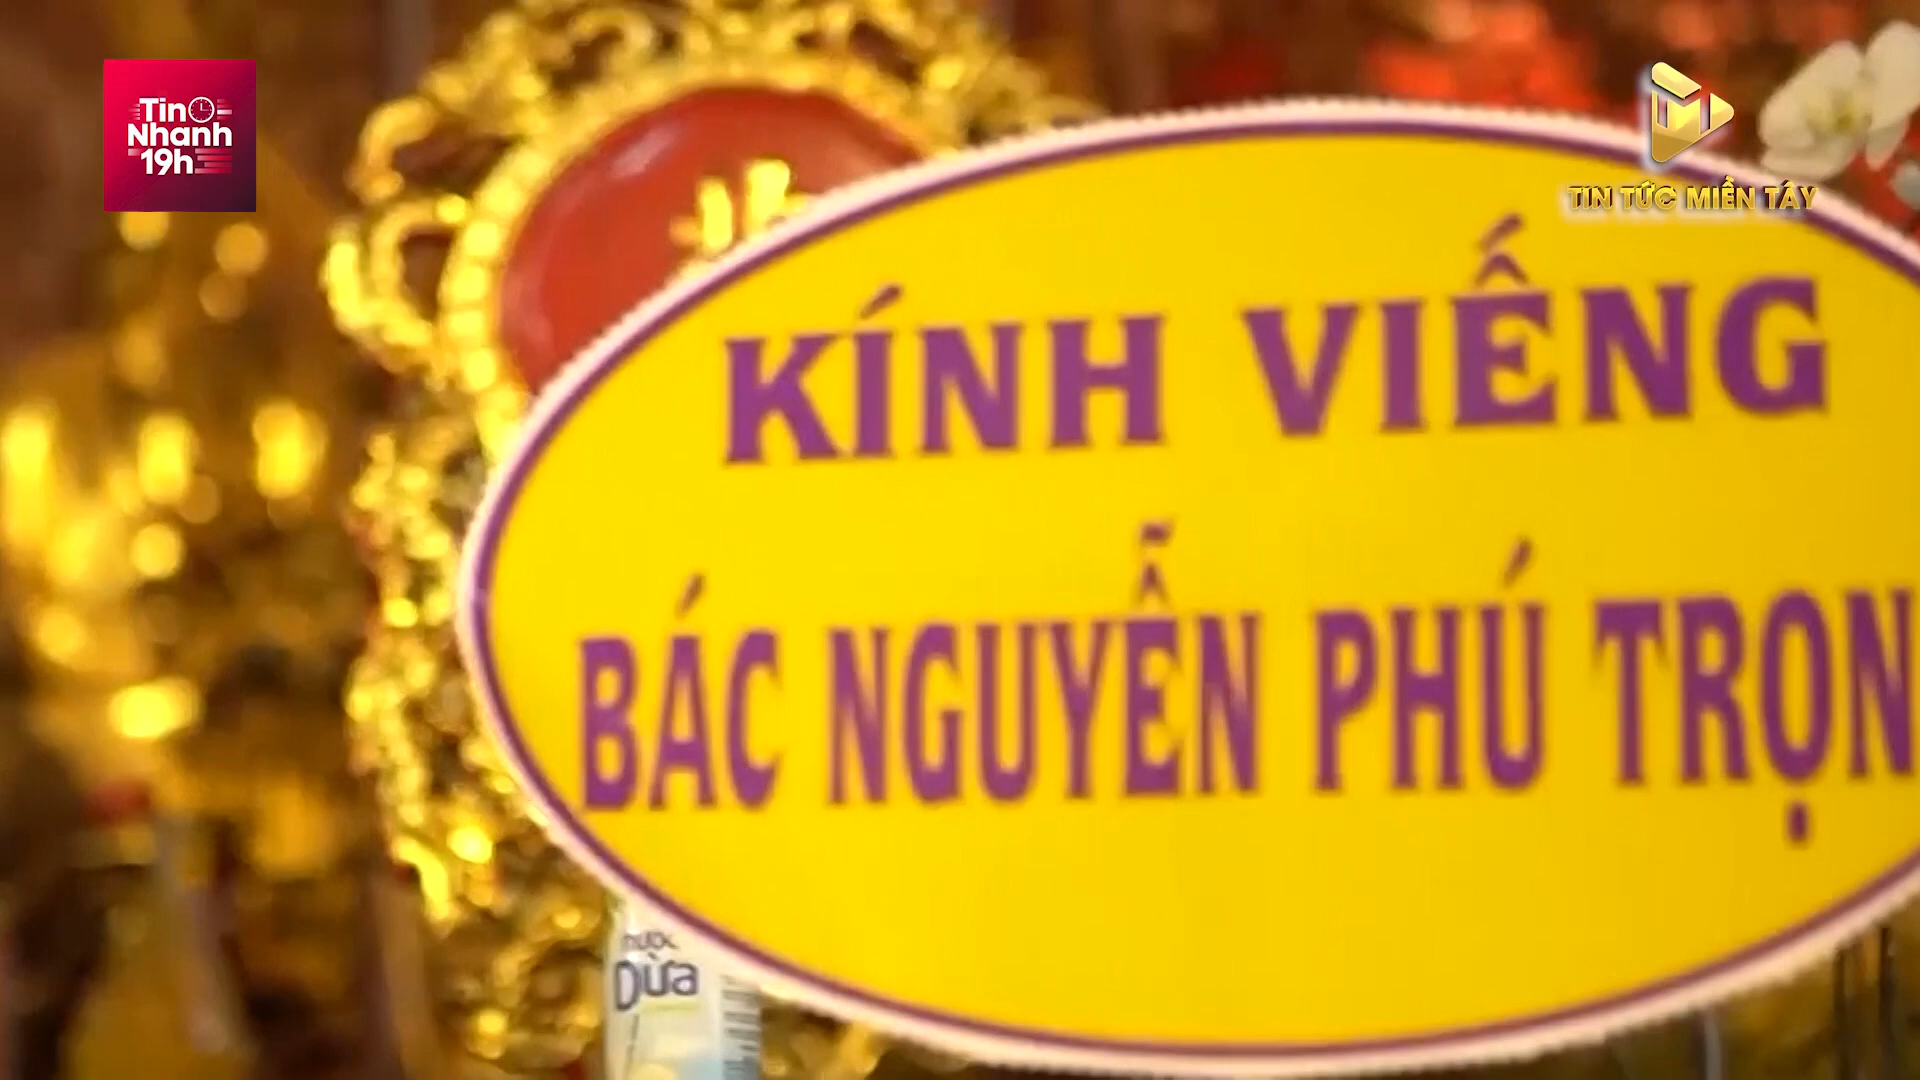 Tin
Nhanh
19h
TIN TỨC MIỀN TÂY
KÍNH VIẾNG
BÁC NGUYỄN PHÚ TRỌN
Dừa